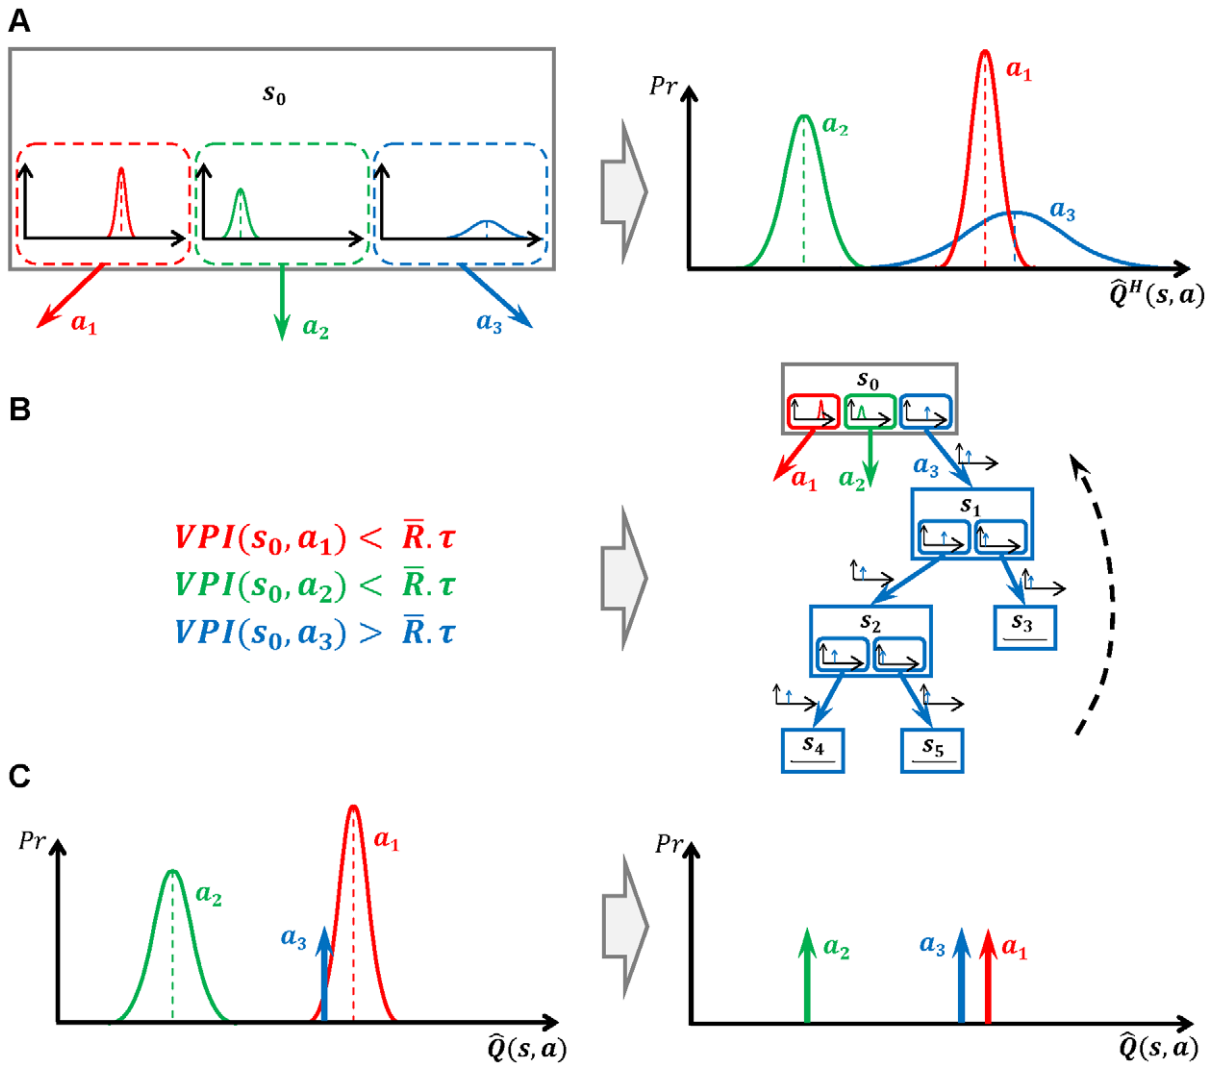 A
s₀
a₁
a₂
a₃
Pr
a₁
a₂
a₃
Q̂ᴴ(s, a)
B
VPI(s₀, a₁) < R̄.τ
VPI(s₀, a₂) < R̄.τ
VPI(s₀, a₃) > R̄.τ
s₀
a₁
a₂
a₃
s₁
s₂
s₃
s₄
s₅
C
Pr
a₁
a₂
a₃
Q̂(s, a)
Pr
a₂
a₃
a₁
Q̂(s, a)